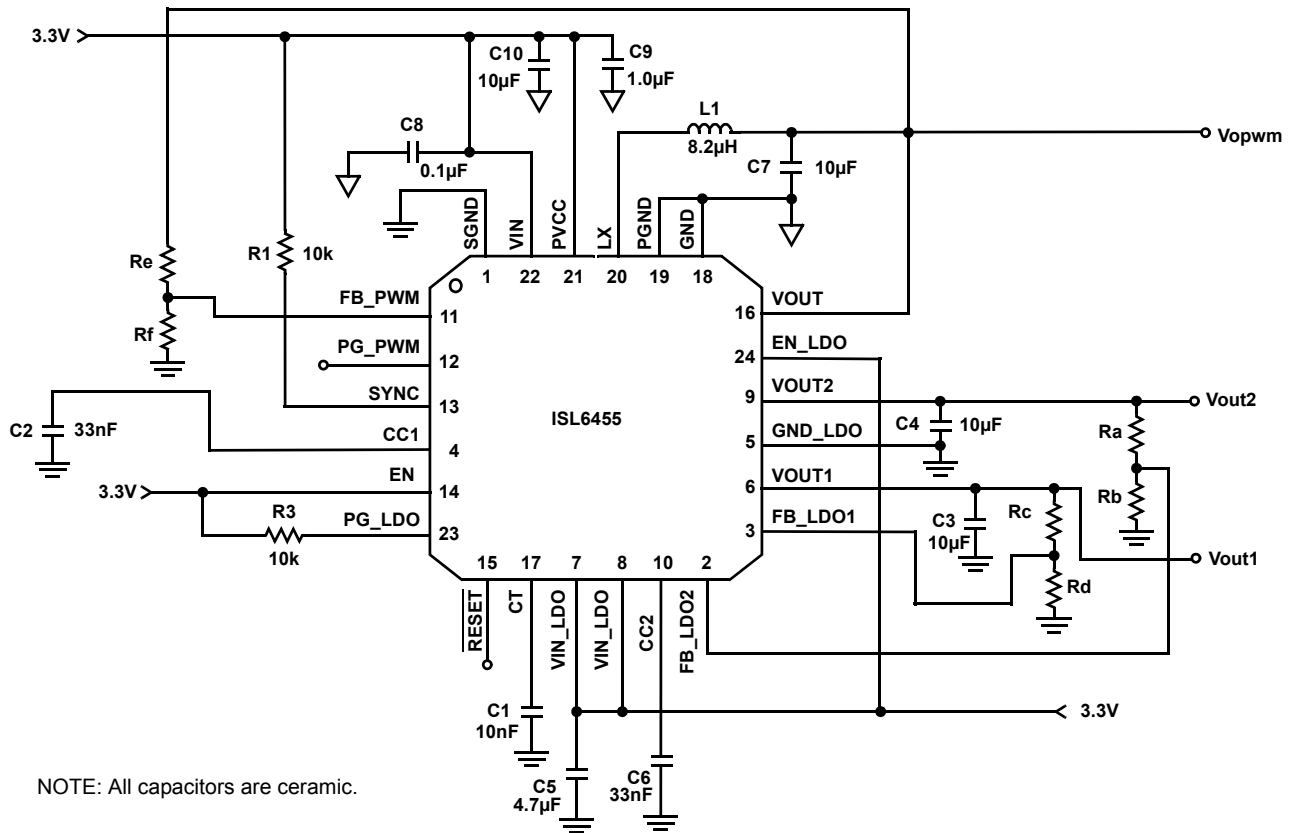 3.3V
C10
10µF
C9
1.0µF
L1
8.2µH
Vopwm
C8
0.1µF
C7
10µF
SGND
VIN
PVCC
LX
PGND
GND
R1
10k
Re
1
22
21
20
19
18
FB_PWM
11
VOUT
16
Rf
PG_PWM
12
EN_LDO
24
SYNC
13
VOUT2
9
Vout2
ISL6455
C2
33nF
CC1
4
C4
10µF
Ra
GND_LDO
5
EN
14
3.3V
VOUT1
6
Rb
R3
10k
PG_LDO
23
FB_LDO1
3
C3
10µF
Rc
Vout1
15
17
7
8
10
2
Rd
RESET
CT
VIN_LDO
VIN_LDO
CC2
FB_LDO2
C1
10nF
3.3V
C5
4.7µF
C6
33nF
NOTE: All capacitors are ceramic.